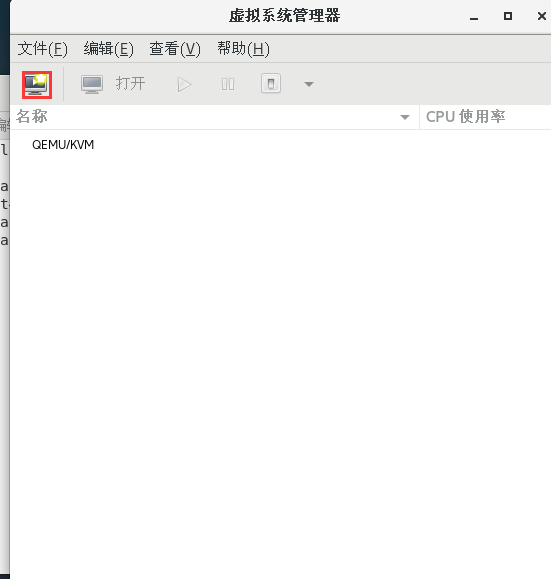 虚拟系统管理器
文件(F) 编辑(E) 查看(V) 帮助(H)
打开
名称 CPU 使用率
QEMU/KVM
l
a
t
a
a